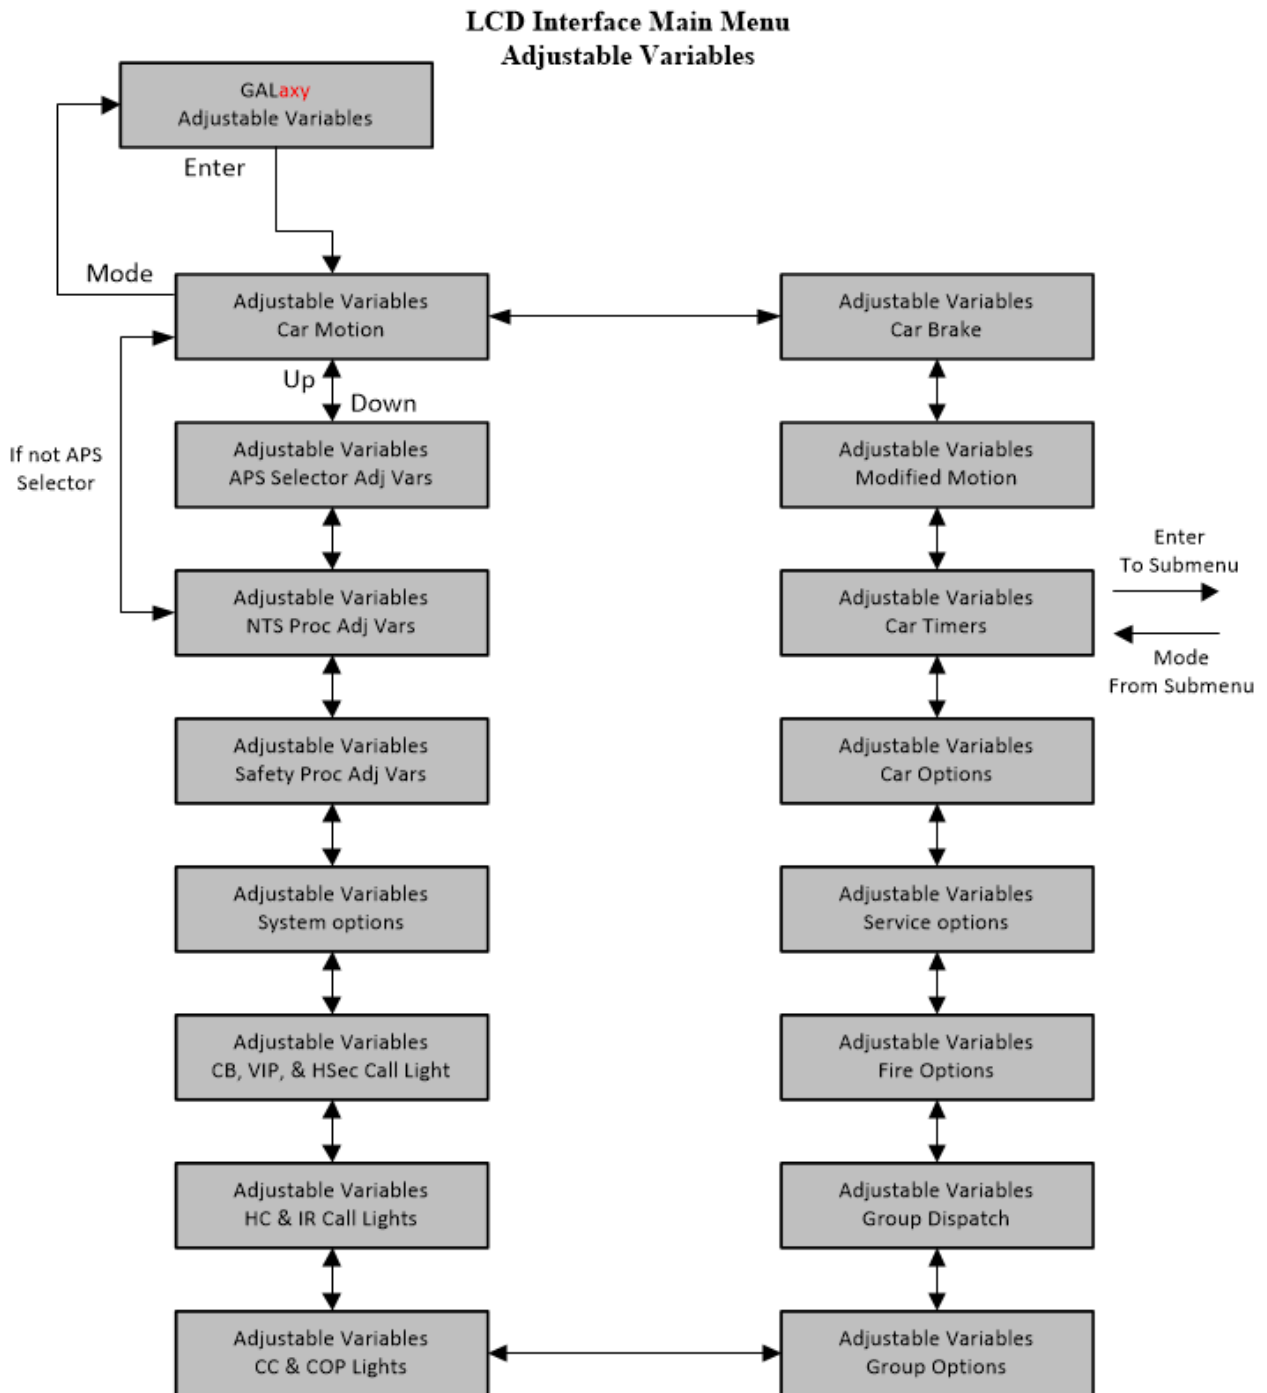 LCD Interface Main Menu
Adjustable Variables
GALaxy
Adjustable Variables
Enter
Mode
Adjustable Variables
Car Motion
Adjustable Variables
Car Brake
Up
Down
If not APS
Selector
Adjustable Variables
APS Selector Adj Vars
Adjustable Variables
Modified Motion
Adjustable Variables
NTS Proc Adj Vars
Adjustable Variables
Car Timers
Enter
To Submenu
Mode
From Submenu
Adjustable Variables
Safety Proc Adj Vars
Adjustable Variables
Car Options
Adjustable Variables
System options
Adjustable Variables
Service options
Adjustable Variables
CB, VIP, & HSec Call Light
Adjustable Variables
Fire Options
Adjustable Variables
HC & IR Call Lights
Adjustable Variables
Group Dispatch
Adjustable Variables
CC & COP Lights
Adjustable Variables
Group Options